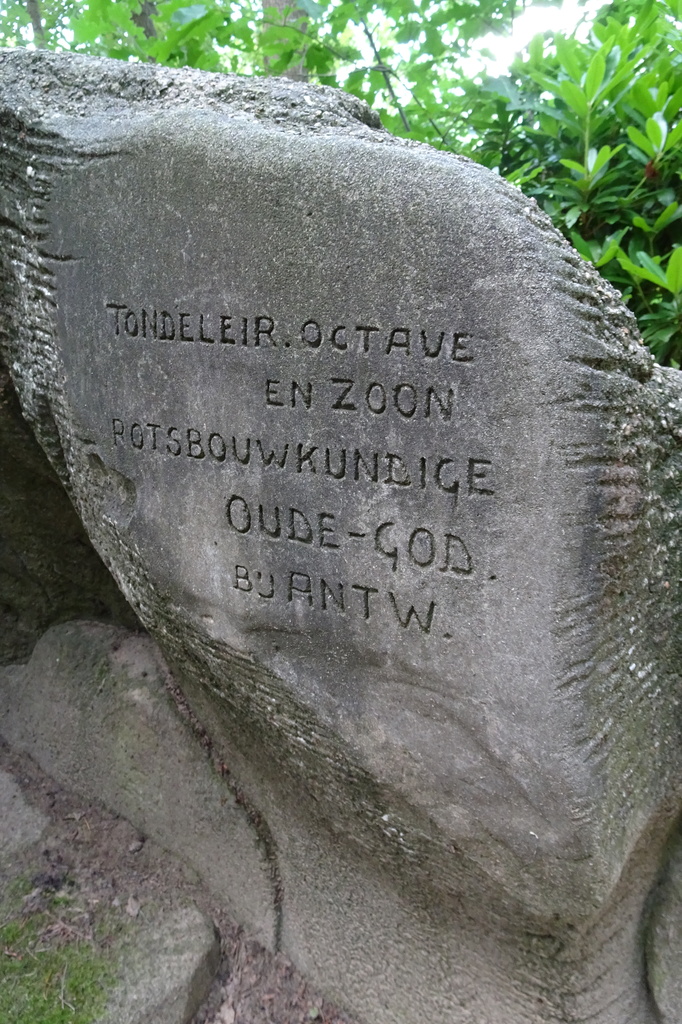 TONDELEIR. OCTAVE
EN ZOON
ROTSBOUWKUNDIGE
OUDE-GOD.
BIJ ANTW.